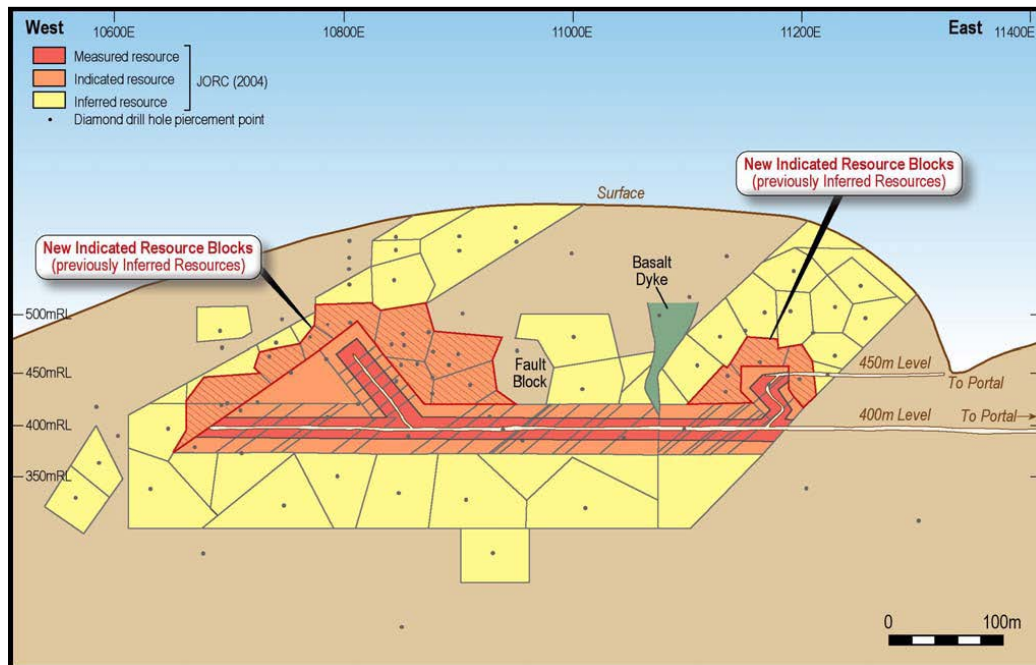 West
10600E
10800E
11000E
11200E
East
11400E
Measured resource
Indicated resource
JORC (2004)
Inferred resource
Diamond drill hole piercement point
New Indicated Resource Blocks
(previously Inferred Resources)
Surface
New Indicated Resource Blocks
(previously Inferred Resources)
Basalt
Dyke
500mRL
Fault
Block
450m Level
450mRL
To Portal
400m Level
To Portal
400mRL
350mRL
0
100m